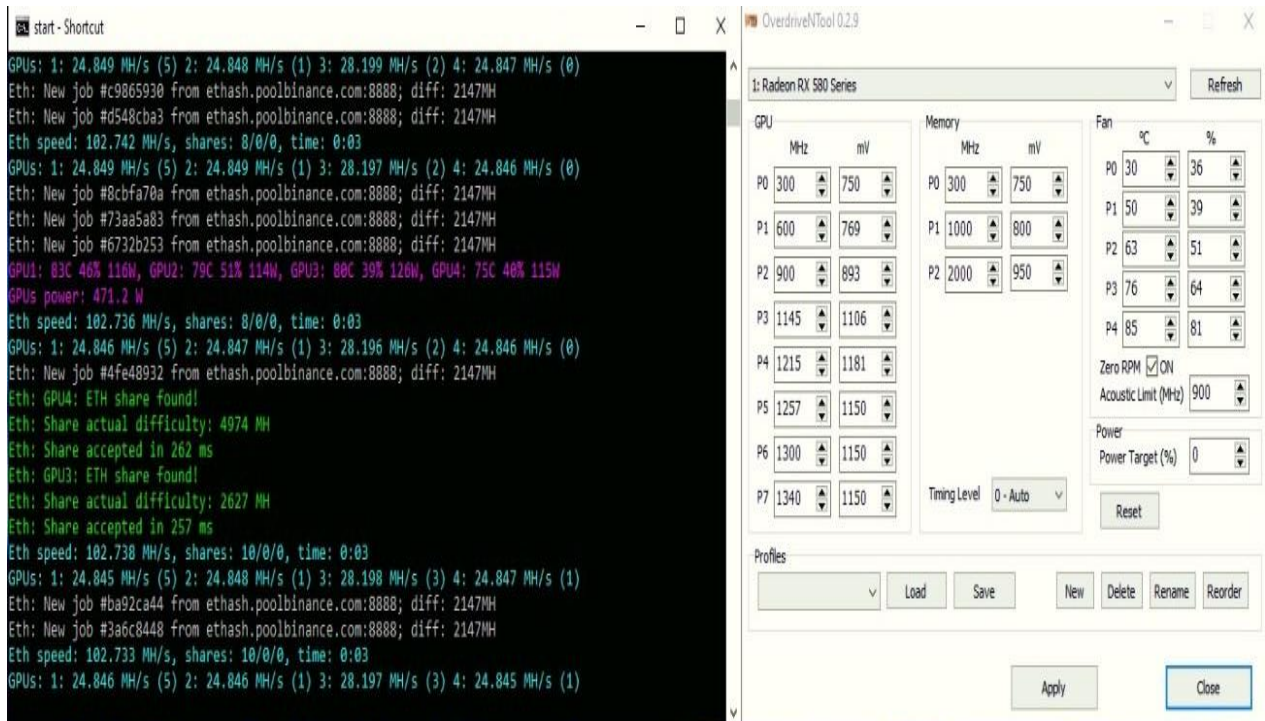 start - Shortcut
GPUs: 1: 24.849 MH/s (5) 2: 24.848 MH/s (1) 3: 28.199 MH/s (2) 4: 24.847 MH/s (0)
Eth: New job #c9865930 from ethash.poolbinance.com:8888; diff: 2147MH
Eth: New job #d548cba3 from ethash.poolbinance.com:8888; diff: 2147MH
Eth speed: 102.742 MH/s, shares: 8/0/0, time: 0:03
GPUs: 1: 24.849 MH/s (5) 2: 24.849 MH/s (1) 3: 28.197 MH/s (2) 4: 24.846 MH/s (0)
Eth: New job #8cbfa70a from ethash.poolbinance.com:8888; diff: 2147MH
Eth: New job #73aa5a83 from ethash.poolbinance.com:8888; diff: 2147MH
Eth: New job #6732b253 from ethash.poolbinance.com:8888; diff: 2147MH
GPU1: 83C 46% 116W, GPU2: 79C 51% 114W, GPU3: 80C 39% 126W, GPU4: 75C 40% 115W
GPUs power: 471.2 W
Eth speed: 102.736 MH/s, shares: 8/0/0, time: 0:03
GPUs: 1: 24.846 MH/s (5) 2: 24.847 MH/s (1) 3: 28.196 MH/s (2) 4: 24.846 MH/s (0)
Eth: New job #4fe48932 from ethash.poolbinance.com:8888; diff: 2147MH
Eth: GPU4: ETH share found!
Eth: Share actual difficulty: 4974 MH
Eth: Share accepted in 262 ms
Eth: GPU3: ETH share found!
Eth: Share actual difficulty: 2627 MH
Eth: Share accepted in 257 ms
Eth speed: 102.738 MH/s, shares: 10/0/0, time: 0:03
GPUs: 1: 24.845 MH/s (5) 2: 24.848 MH/s (1) 3: 28.198 MH/s (3) 4: 24.847 MH/s (1)
Eth: New job #ba92ca44 from ethash.poolbinance.com:8888; diff: 2147MH
Eth: New job #3a6c8448 from ethash.poolbinance.com:8888; diff: 2147MH
Eth speed: 102.733 MH/s, shares: 10/0/0, time: 0:03
GPUs: 1: 24.846 MH/s (5) 2: 24.846 MH/s (1) 3: 28.197 MH/s (3) 4: 24.845 MH/s (1)
OverdriveNTool 0.2.9
1: Radeon RX 580 Series
Refresh
GPU
MHz mV
P0 300 750
P1 600 769
P2 900 893
P3 1145 1106
P4 1215 1181
P5 1257 1150
P6 1300 1150
P7 1340 1150
Memory
MHz mV
P0 300 750
P1 1000 800
P2 2000 950
Timing Level 0 - Auto
Fan
°C %
P0 30 36
P1 50 39
P2 63 51
P3 76 64
P4 85 81
Zero RPM ON
Acoustic Limit (MHz) 900
Power
Power Target (%) 0
Reset
Profiles
Load Save New Delete Rename Reorder
Apply Close